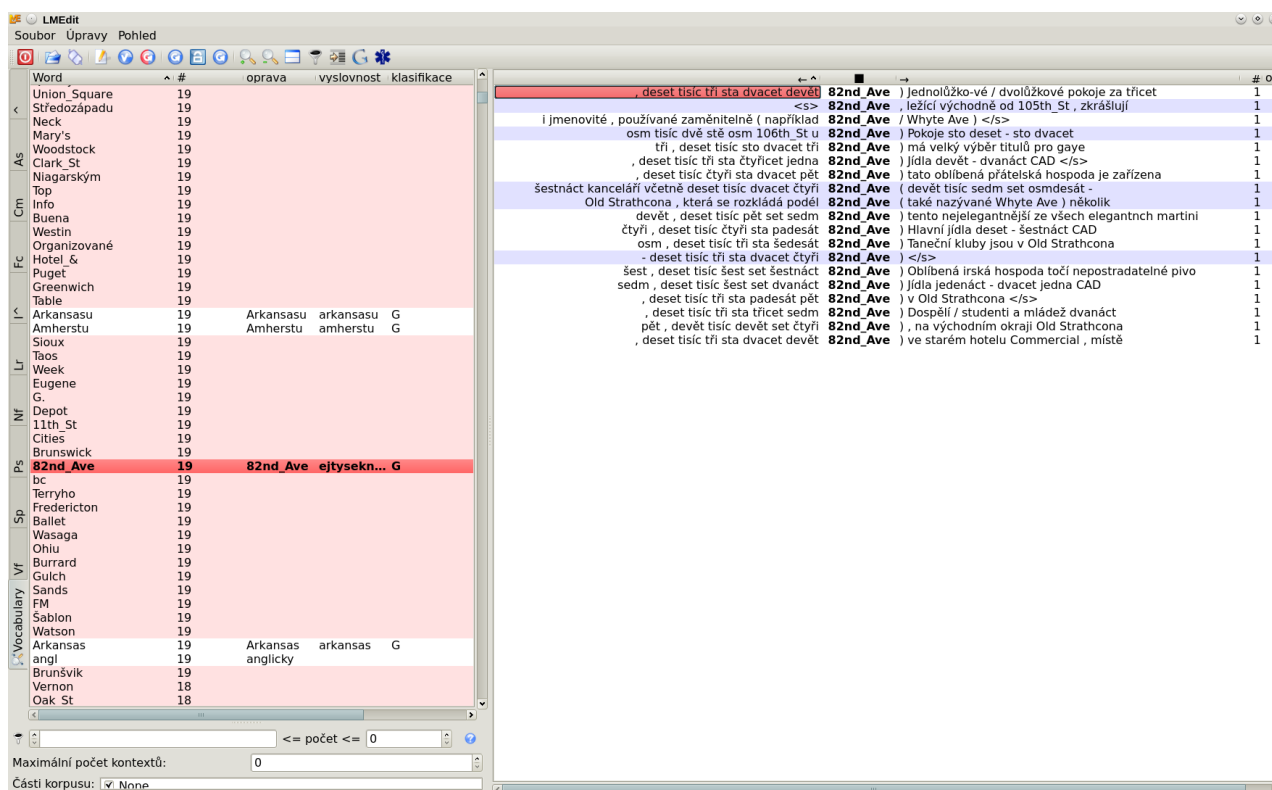 LMEdit
Soubor Úpravy Pohled
Word # oprava vyslovnost klasifikace
Union_Square 19
Středozápadu 19
Neck 19
Mary's 19
Woodstock 19
Clark_St 19
Niagarským 19
Top 19
Info 19
Buena 19
Westin 19
Organizované 19
Hotel_& 19
Puget 19
Greenwich 19
Table 19
Arkansasu 19 Arkansasu arkansasu G
Amherstu 19 Amherstu amherstu G
Sioux 19
Taos 19
Week 19
Eugene 19
G. 19
Depot 19
11th_St 19
Cities 19
Brunswick 19
82nd_Ave 19 82nd_Ave ejtysekn... G
bc 19
Terryho 19
Fredericton 19
Ballet 19
Wasaga 19
Ohiu 19
Burrard 19
Gulch 19
Sands 19
FM 19
Šablon 19
Watson 19
Arkansas 19 Arkansas arkansas G
angl 19 anglicky
Brunšvik 19
Vernon 18
Oak_St 18
<= počet <= 0
Maximální počet kontextů: 0
Části korpusu: None
<
As
Cm
Fc
I^
Lr
Nf
Ps
Sp
Vf
Vocabulary
← ■ → #
, deset tisíc tři sta dvacet devět 82nd_Ave ) Jednolůžko-vé / dvolůžkové pokoje za třicet 1
<s> 82nd_Ave , ležící východně od 105th_St , zkrášlují 1
i jmenovité , používané zaměnitelně ( například 82nd_Ave / Whyte Ave ) </s> 1
osm tisíc dvě stě osm 106th_St u 82nd_Ave ) Pokoje sto deset - sto dvacet 1
tři , deset tisíc sto dvacet tři 82nd_Ave ) má velký výběr titulů pro gaye 1
, deset tisíc tři sta čtyřicet jedna 82nd_Ave ) Jídla devět - dvanáct CAD </s> 1
, deset tisíc čtyři sta dvacet pět 82nd_Ave ) tato oblíbená přátelská hospoda je zařízena 1
šestnáct kanceláří včetně deset tisíc dvacet čtyři 82nd_Ave ( devět tisíc sedm set osmdesát - 1
Old Strathcona , která se rozkládá podél 82nd_Ave ( také nazývané Whyte Ave ) několik 1
devět , deset tisíc pět set sedm 82nd_Ave ) tento nejelegantnější ze všech elegantnch martini 1
čtyři , deset tisíc čtyři sta padesát 82nd_Ave ) Hlavní jídla deset - šestnáct CAD 1
osm , deset tisíc tři sta šedesát 82nd_Ave ) Taneční kluby jsou v Old Strathcona 1
- deset tisíc tři sta dvacet čtyři 82nd_Ave ) </s> 1
šest , deset tisíc šest set šestnáct 82nd_Ave ) Oblíbená irská hospoda točí nepostradatelné pivo 1
sedm , deset tisíc šest set dvanáct 82nd_Ave ) Jídla jedenáct - dvacet jedna CAD 1
, deset tisíc tři sta padesát pět 82nd_Ave ) v Old Strathcona </s> 1
, deset tisíc tři sta třicet sedm 82nd_Ave ) Dospělí / studenti a mládež dvanáct 1
pět , devět tisíc devět set čtyři 82nd_Ave ) , na východním okraji Old Strathcona 1
, deset tisíc tři sta dvacet devět 82nd_Ave ) ve starém hotelu Commercial , místě 1